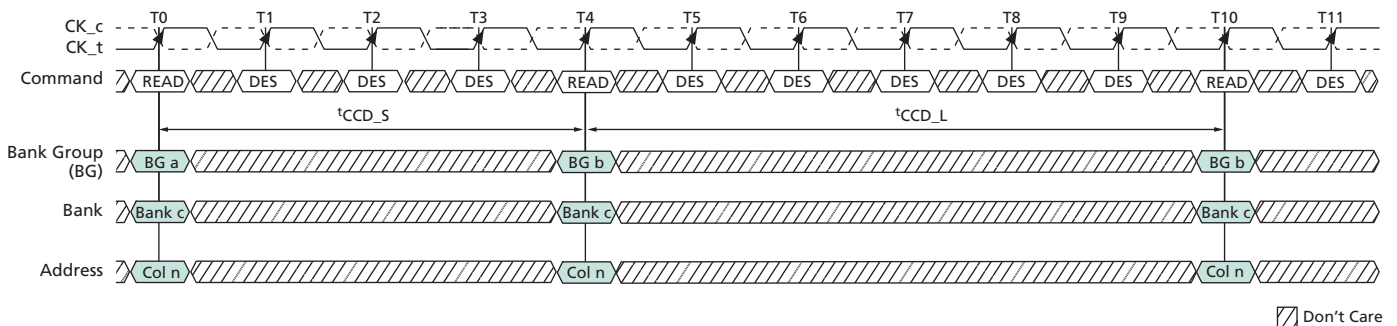 T0 T1 T2 T3 T4 T5 T6 T7 T8 T9 T10 T11
CK_c
CK_t
Command READ DES DES DES READ DES DES DES DES DES READ DES
tCCD_S tCCD_L
Bank Group
(BG) BG a BG b BG b
Bank Bank c Bank c Bank c
Address Col n Col n Col n
Don't Care